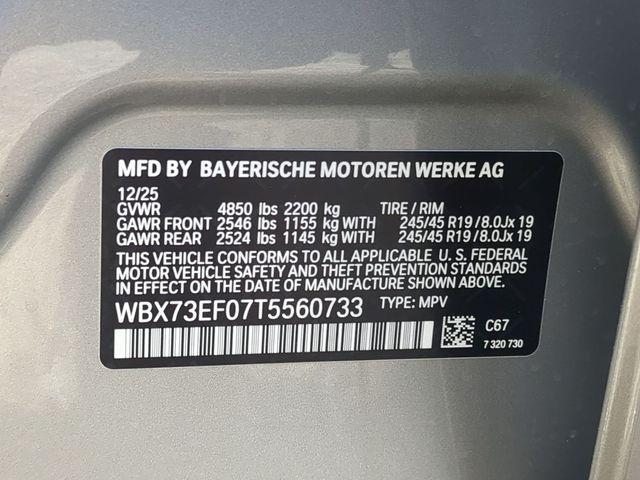 MFD BY BAYERISCHE MOTOREN WERKE AG
12/25
GVWR 4850 lbs 2200 kg TIRE / RIM
GAWR FRONT 2546 lbs 1155 kg WITH 245/45 R19/8.0Jx 19
GAWR REAR 2524 lbs 1145 kg WITH 245/45 R19/8.0Jx 19
THIS VEHICLE CONFORMS TO ALL APPLICABLE U. S. FEDERAL
MOTOR VEHICLE SAFETY BUMPER, AND THEFT PREVENTION
STANDARDS IN EFFECT ON THE DATE OF MANUFACTURE SHOWN ABOVE.
WBX73EF07T5560733 TYPE: MPV
C67
7 320 730